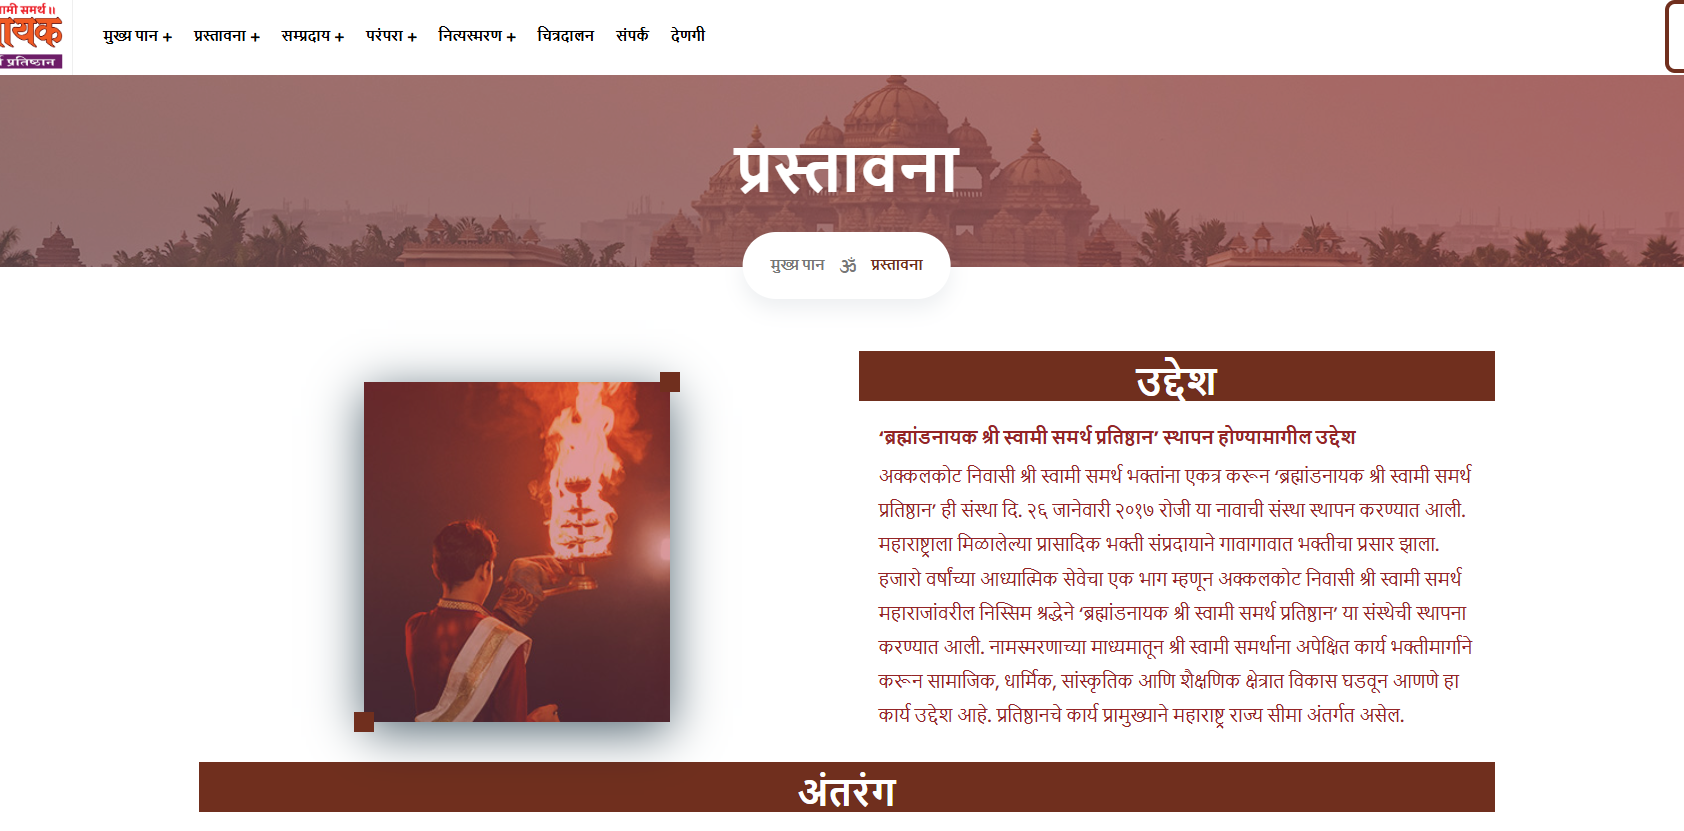 ामी समर्थ॥
ायक
र्थ प्रतिष्ठान
मुख्य पान + प्रस्तावना + सम्प्रदाय + परंपरा + नित्यस्मरण + चित्रदालन संपर्क देणगी
प्रस्तावना
मुख्य पान ॐ प्रस्तावना
उद्देश
‘ब्रह्मांडनायक श्री स्वामी समर्थ प्रतिष्ठान’ स्थापन होण्यामागील उद्देश
अक्कलकोट निवासी श्री स्वामी समर्थ भक्तांना एकत्र करून ‘ब्रह्मांडनायक श्री स्वामी समर्थ
प्रतिष्ठान’ ही संस्था दि. २६ जानेवारी २०१७ रोजी या नावाची संस्था स्थापन करण्यात आली.
महाराष्ट्राला मिळालेल्या प्रासादिक भक्ती संप्रदायाने गावागावात भक्तीचा प्रसार झाला.
हजारो वर्षांच्या आध्यात्मिक सेवेचा एक भाग म्हणून अक्कलकोट निवासी श्री स्वामी समर्थ
महाराजांवरील निस्सिम श्रद्धेने ‘ब्रह्मांडनायक श्री स्वामी समर्थ प्रतिष्ठान’ या संस्थेची स्थापना
करण्यात आली. नामस्मरणाच्या माध्यमातून श्री स्वामी समर्थाना अपेक्षित कार्य भक्तीमार्गाने
करून सामाजिक, धार्मिक, सांस्कृतिक आणि शैक्षणिक क्षेत्रात विकास घडवून आणणे हा
कार्य उद्देश आहे. प्रतिष्ठानचे कार्य प्रामुख्याने महाराष्ट्र राज्य सीमा अंतर्गत असेल.
अंतरंग